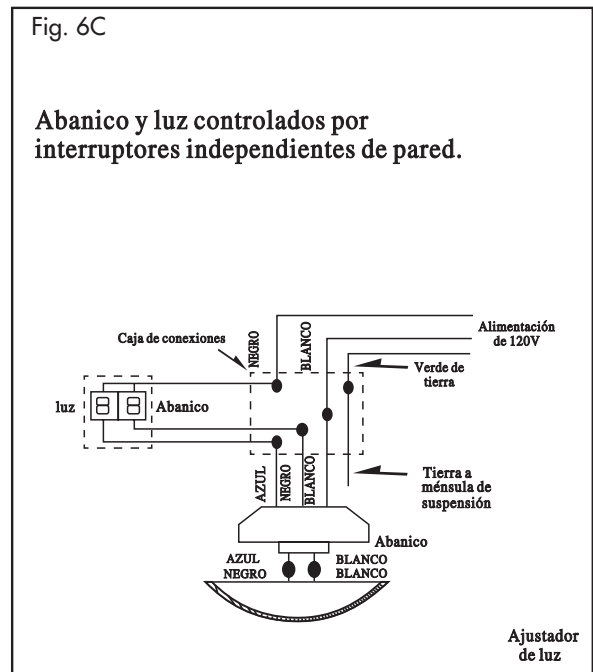 Fig. 6C
Abanico y luz controlados por
interruptores independientes de pared.
Caja de conexiones
NEGRO
BLANCO
Alimentación
de 120V
Verde de
tierra
luz
Abanico
AZUL
NEGRO
BLANCO
Tierra a
ménsula de
suspensión
Abanico
AZUL
NEGRO
BLANCO
BLANCO
Ajustador
de luz